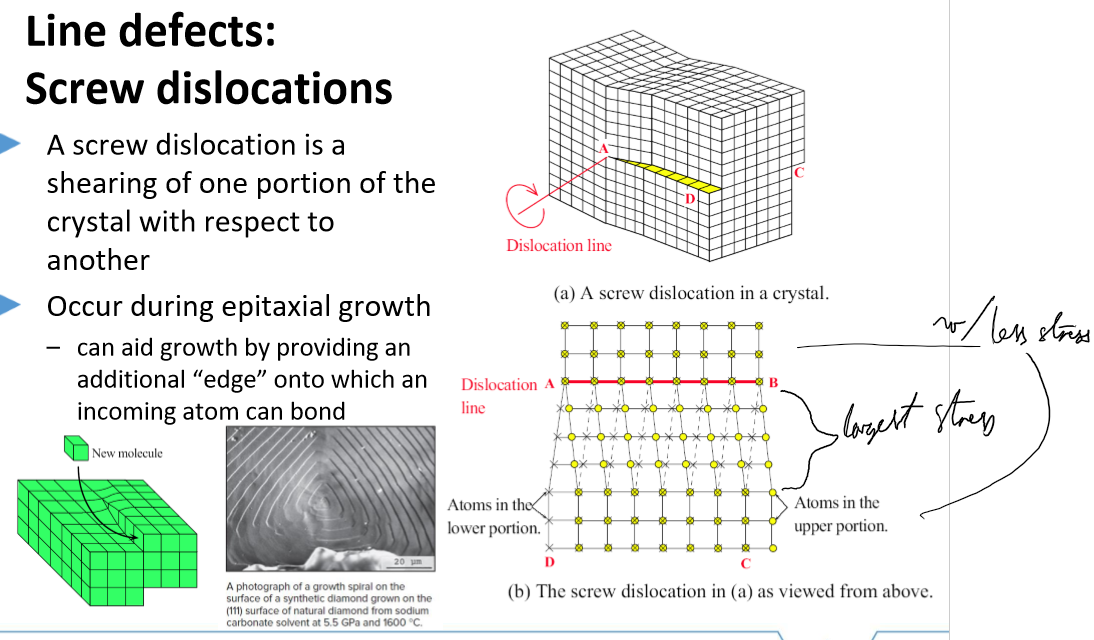 Line defects:
Screw dislocations
A screw dislocation is a
shearing of one portion of the
crystal with respect to
another
Occur during epitaxial growth
– can aid growth by providing an
additional “edge” onto which an
incoming atom can bond
New molecule
20 µm
A photograph of a growth spiral on the
surface of a synthetic diamond grown on the
(111) surface of natural diamond from sodium
carbonate solvent at 5.5 GPa and 1600 °C.
A
D
C
Dislocation line
(a) A screw dislocation in a crystal.
Dislocation
line
A
B
Atoms in the
lower portion.
Atoms in the
upper portion.
D
C
(b) The screw dislocation in (a) as viewed from above.
w/ less stress
largest stress